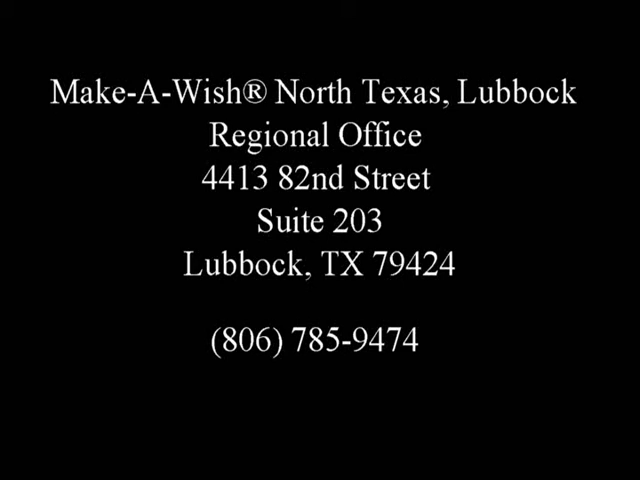 Make-A-Wish® North Texas, Lubbock
Regional Office
4413 82nd Street
Suite 203
Lubbock, TX 79424
(806) 785-9474